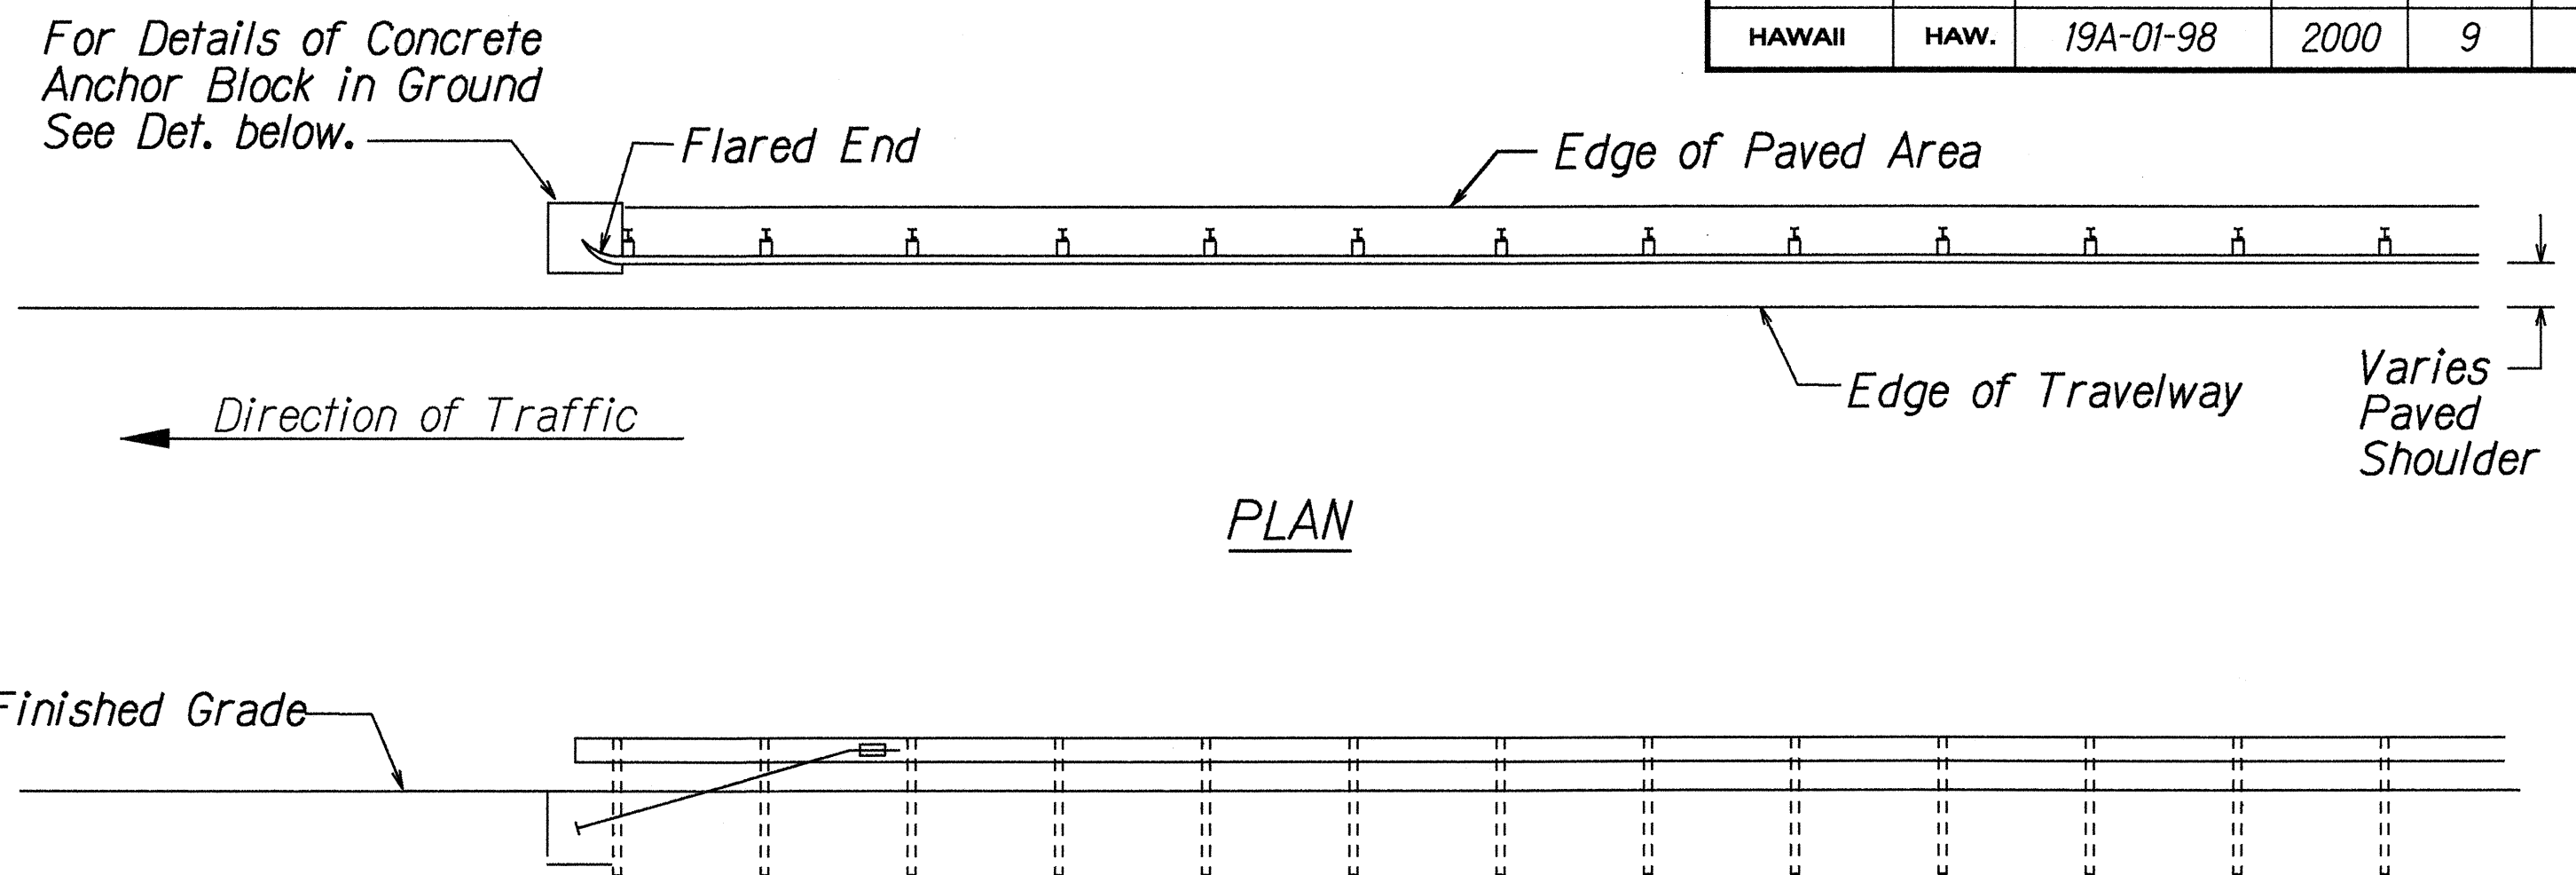 HAWAII HAW. 19A-01-98 2000 9
For Details of Concrete
Anchor Block in Ground
See Det. below.
Flared End
Edge of Paved Area
Edge of Travelway
Varies
Paved
Shoulder
Direction of Traffic
PLAN
Finished Grade